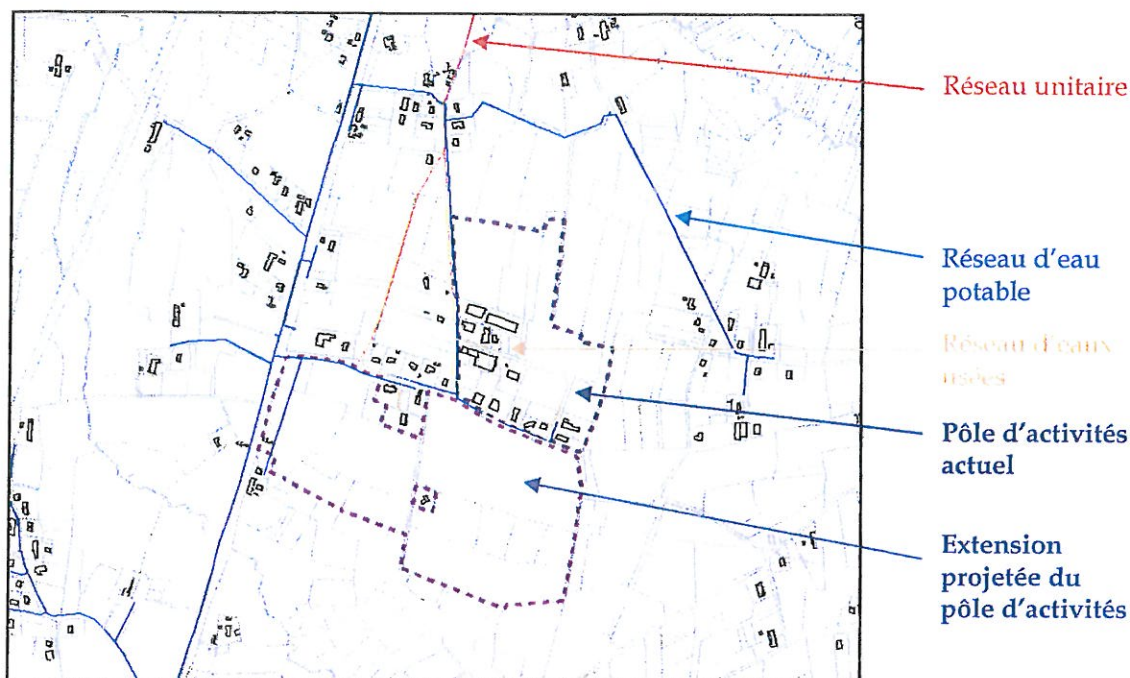 Réseau unitaire
Réseau d'eau
potable
Réseau d'eaux
usées
Pôle d'activités
actuel
Extension
projetée du
pôle d'activités